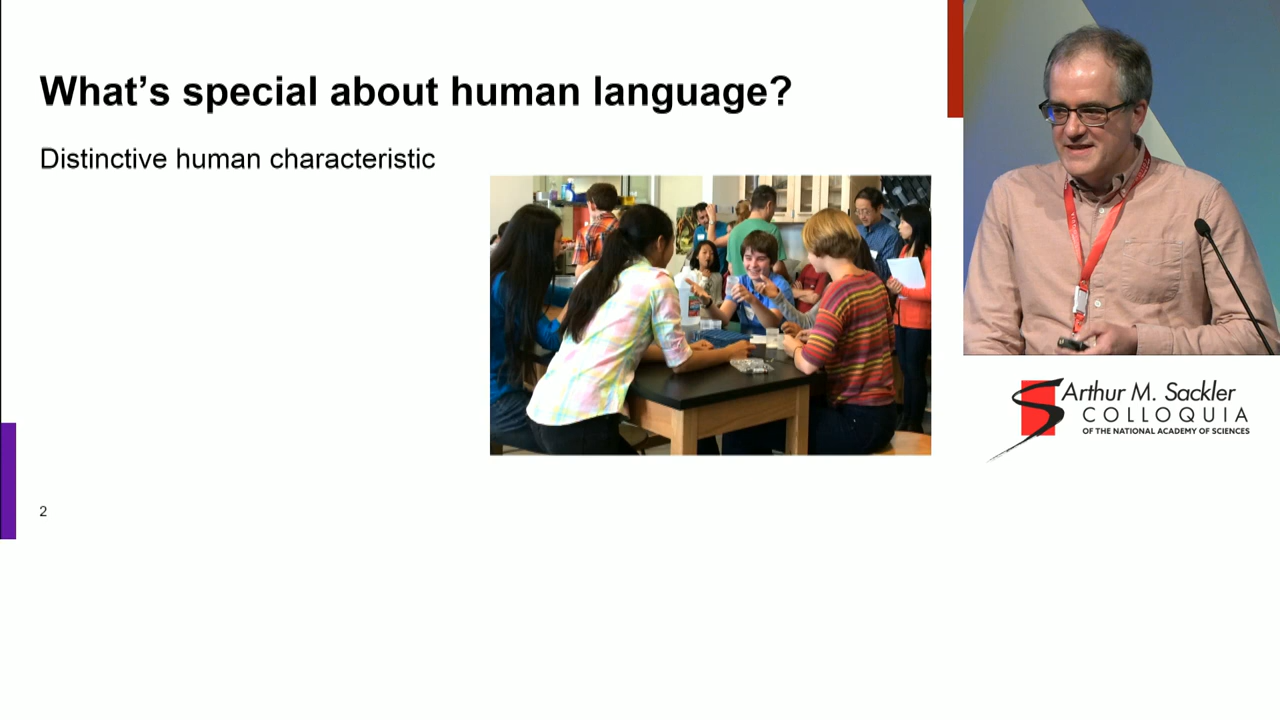 What's special about human language?
Distinctive human characteristic
2
Arthur M. Sackler
COLLOQUIA
OF THE NATIONAL ACADEMY OF SCIENCES